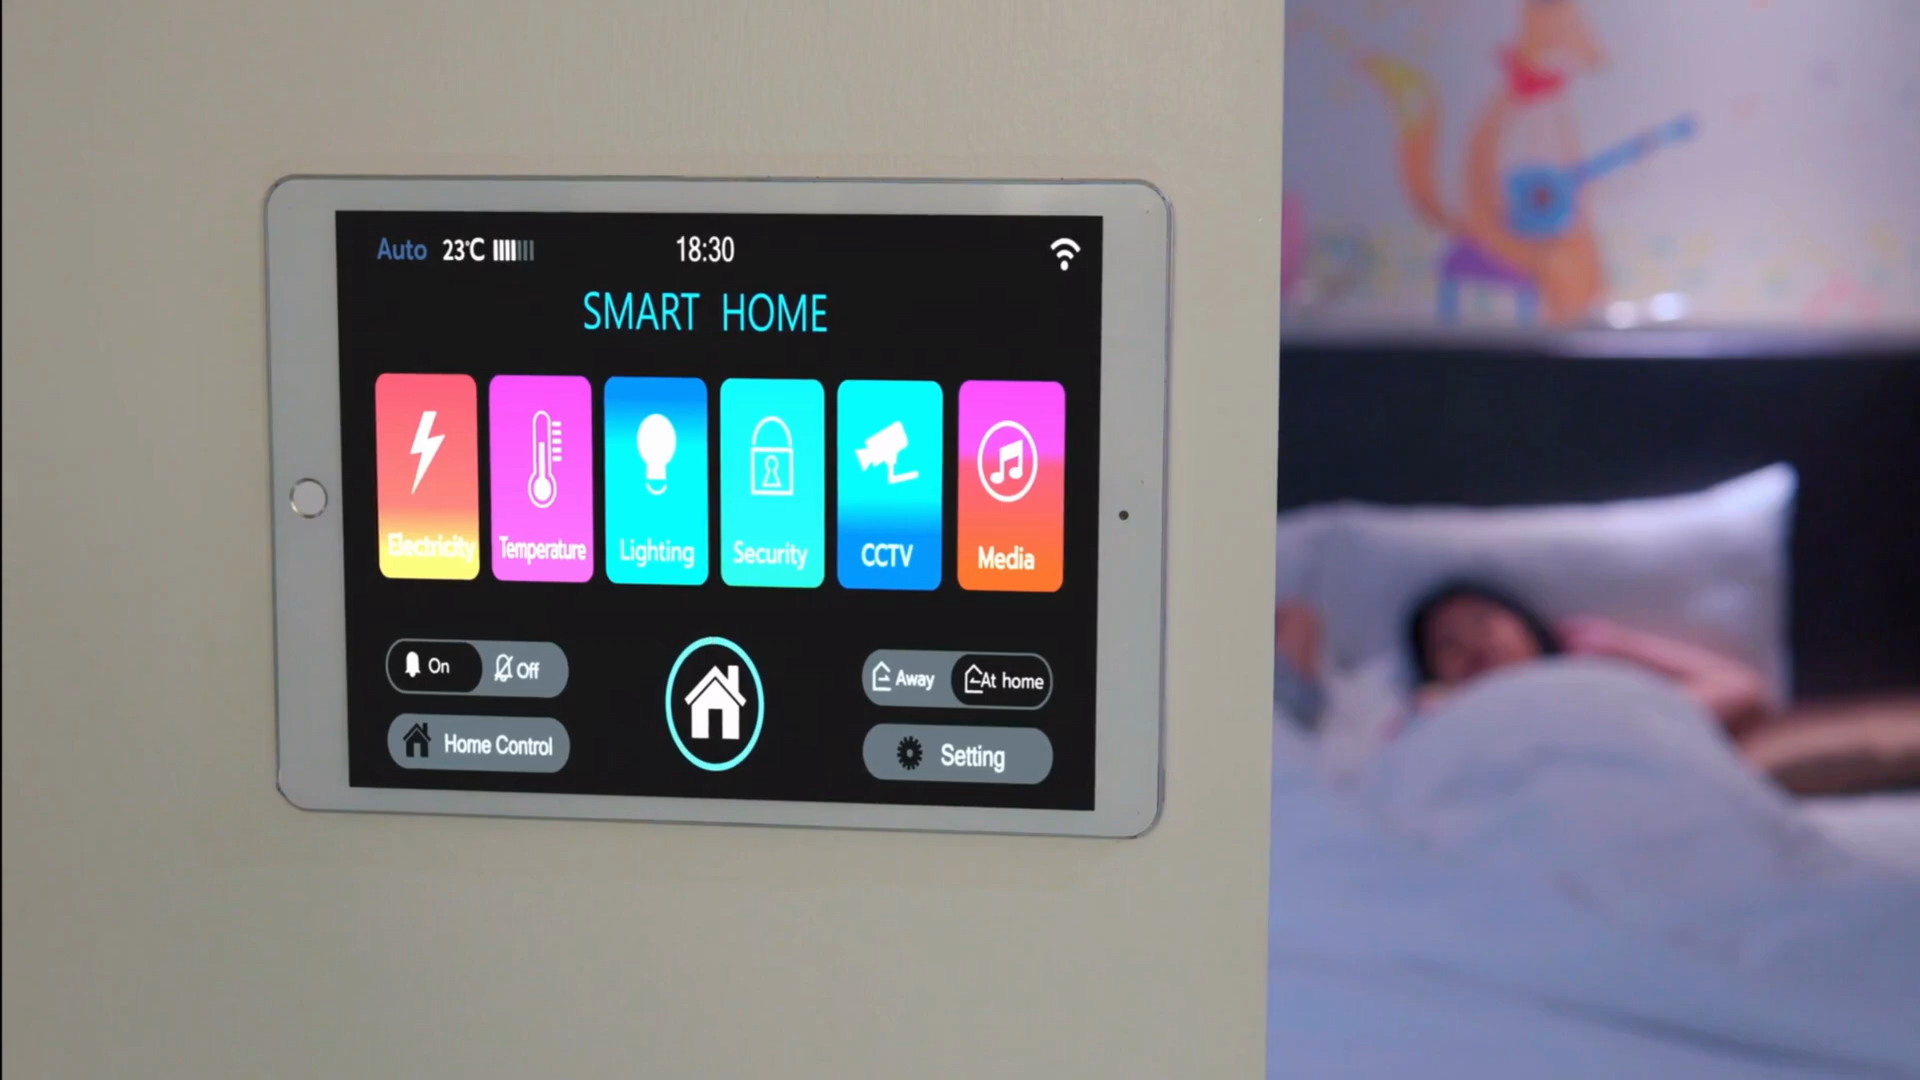 Auto 23°C 18:30
SMART HOME
Electricity Temperature Lighting Security CCTV Media
On Off Away At home
Home Control Setting